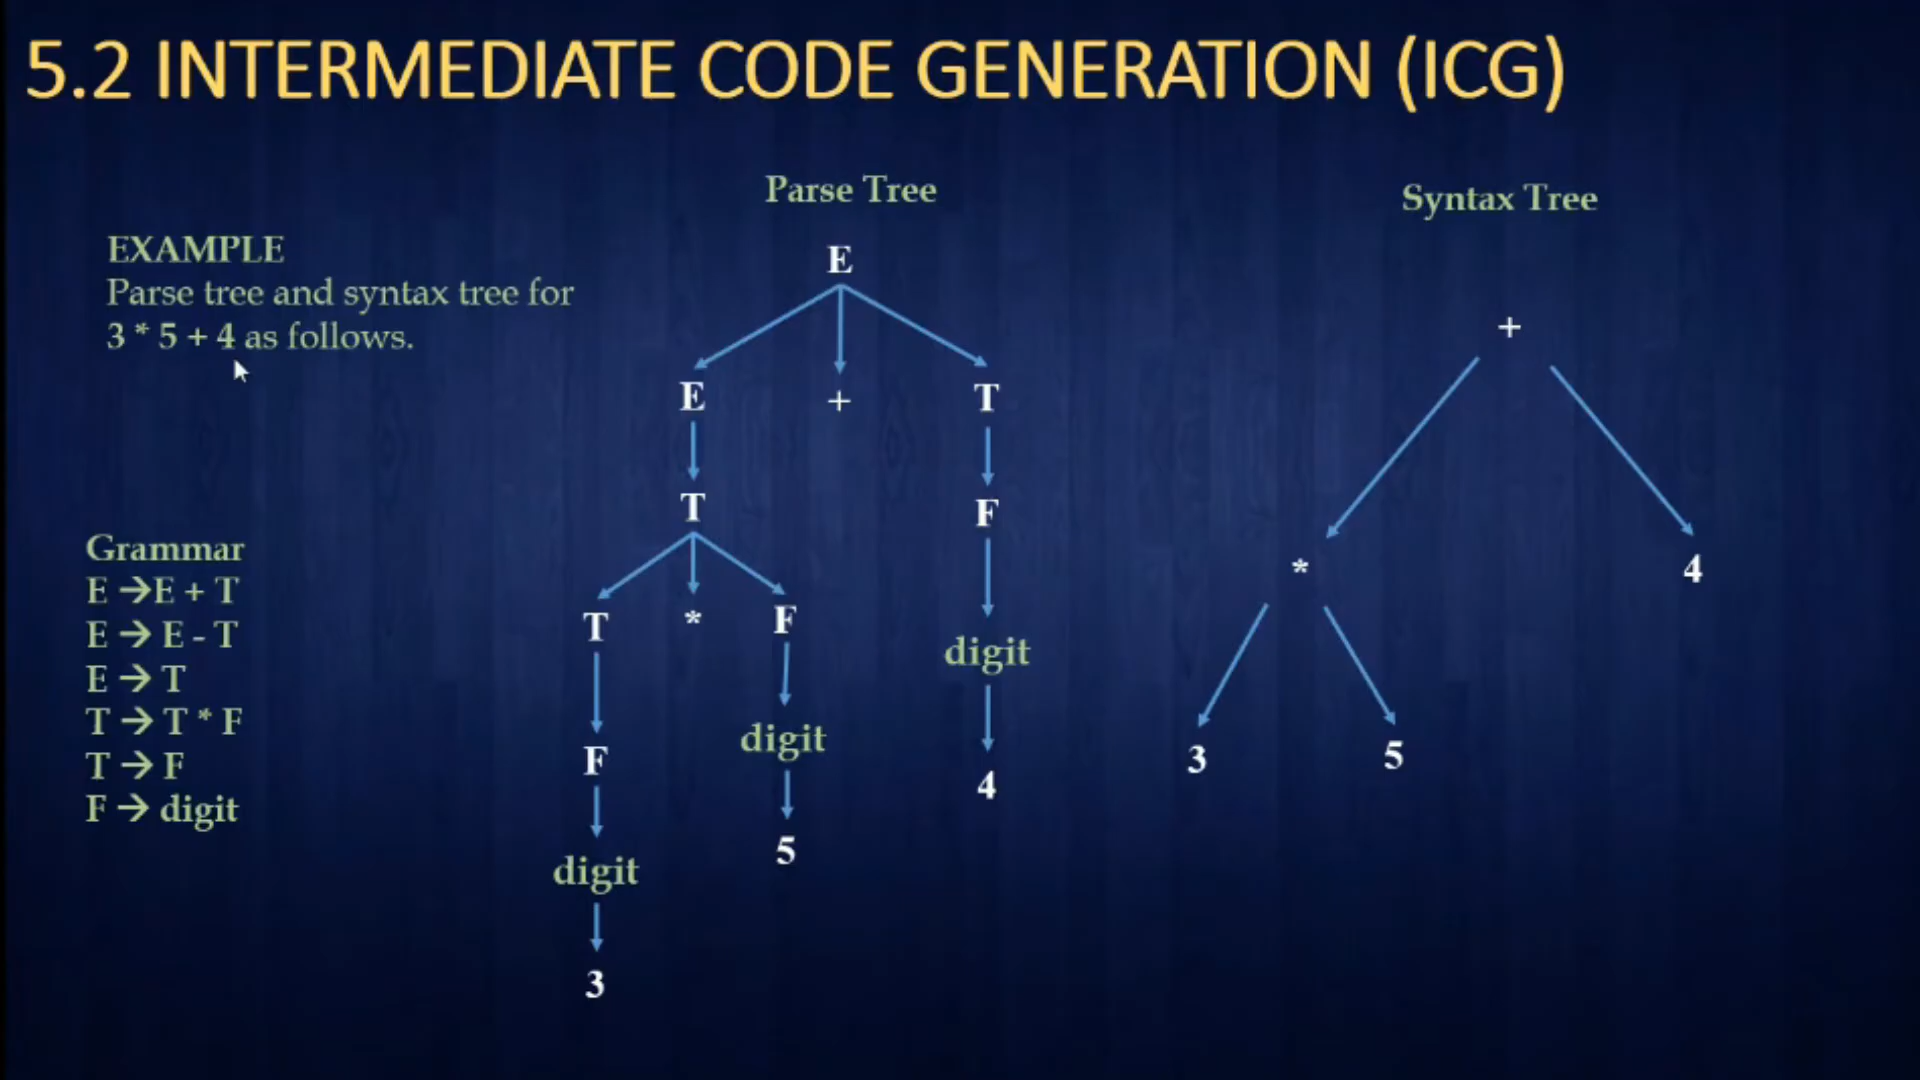 5.2 INTERMEDIATE CODE GENERATION (ICG)
EXAMPLE
Parse tree and syntax tree for
3 * 5 + 4 as follows.
Grammar
E →E + T
E → E - T
E → T
T → T * F
T → F
F → digit
Parse Tree
E
E + T
T F
T * F
digit
F digit
4
digit 5
3
Syntax Tree
+
* 4
3 5